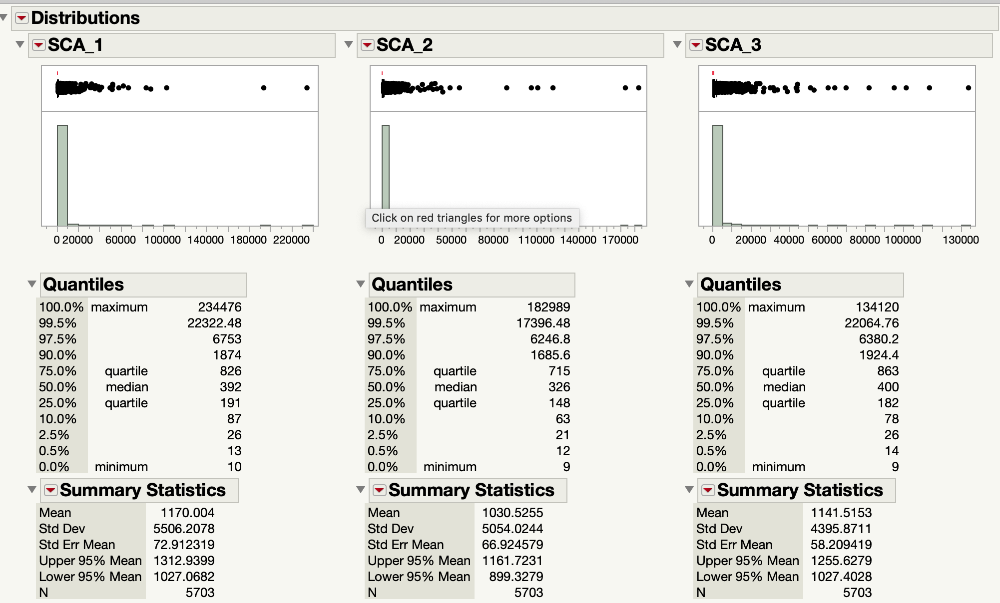 Distributions
SCA_1
0 20000 60000 100000 140000 180000 220000
Quantiles
100.0% maximum 234476
99.5% 22322.48
97.5% 6753
90.0% 1874
75.0% quartile 826
50.0% median 392
25.0% quartile 191
10.0% 87
2.5% 26
0.5% 13
0.0% minimum 10
Summary Statistics
Mean 1170.004
Std Dev 5506.2078
Std Err Mean 72.912319
Upper 95% Mean 1312.9399
Lower 95% Mean 1027.0682
N 5703
SCA_2
Click on red triangles for more options
0 20000 50000 80000 110000 140000 170000
Quantiles
100.0% maximum 182989
99.5% 17396.48
97.5% 6246.8
90.0% 1685.6
75.0% quartile 715
50.0% median 326
25.0% quartile 148
10.0% 63
2.5% 21
0.5% 12
0.0% minimum 9
Summary Statistics
Mean 1030.5255
Std Dev 5054.0244
Std Err Mean 66.924579
Upper 95% Mean 1161.7231
Lower 95% Mean 899.3279
N 5703
SCA_3
0 20000 40000 60000 80000 100000 130000
Quantiles
100.0% maximum 134120
99.5% 22064.76
97.5% 6380.2
90.0% 1924.4
75.0% quartile 863
50.0% median 400
25.0% quartile 182
10.0% 78
2.5% 26
0.5% 14
0.0% minimum 9
Summary Statistics
Mean 1141.5153
Std Dev 4395.8711
Std Err Mean 58.209419
Upper 95% Mean 1255.6279
Lower 95% Mean 1027.4028
N 5703